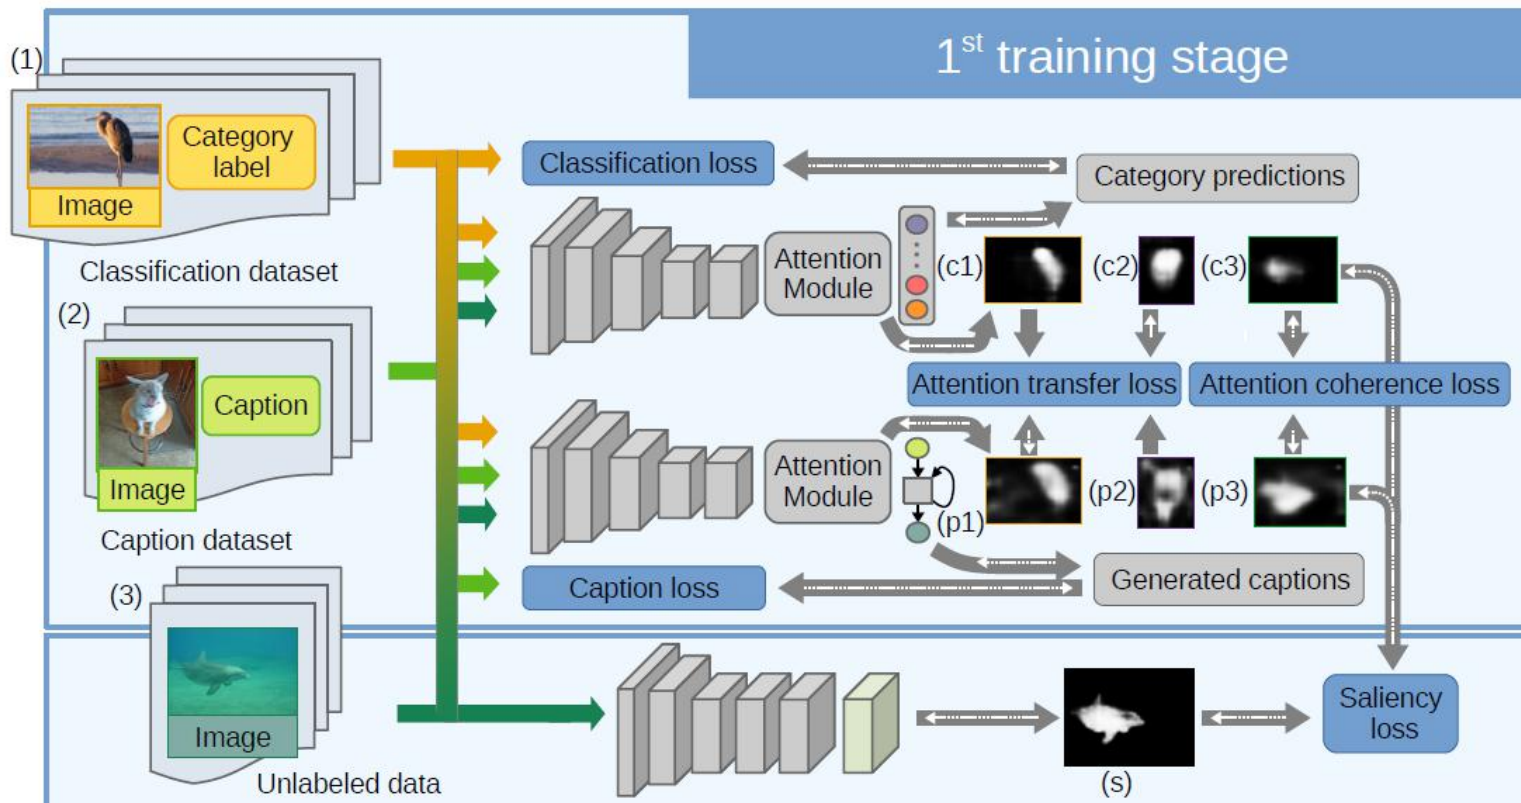 1st training stage
(1)
Category
label
Image
Classification dataset
(2)
Caption
Image
Caption dataset
(3)
Image
Unlabeled data
Classification loss
Category predictions
Attention
Module
(c1)
(c2)
(c3)
Attention transfer loss
Attention coherence loss
Attention
Module
(p1)
(p2)
(p3)
Caption loss
Generated captions
(s)
Saliency
loss